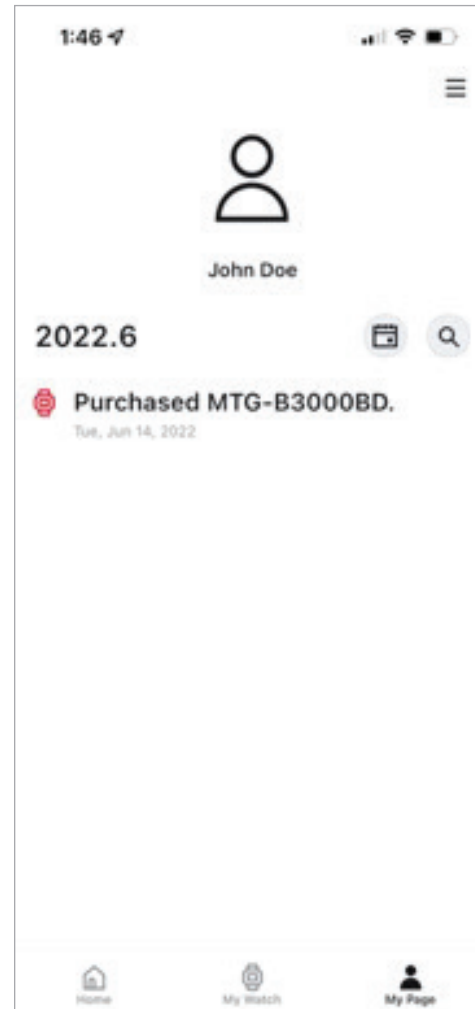 1:46
John Doe
2022.6
Purchased MTG-B3000BD.
Tue, Jun 14, 2022
Home
My Watch
My Page